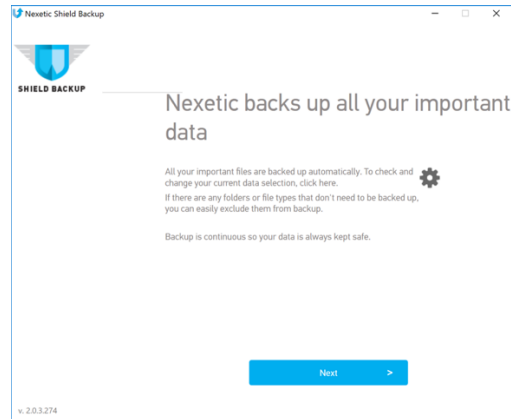 Nexetic Shield Backup
SHIELD BACKUP
Nexetic backs up all your important
data
All your important files are backed up automatically. To check and
change your current data selection, click here.
If there are any folders or file types that don't need to be backed up,
you can easily exclude them from backup.
Backup is continuous so your data is always kept safe.
Next >
v. 2.0.3.274